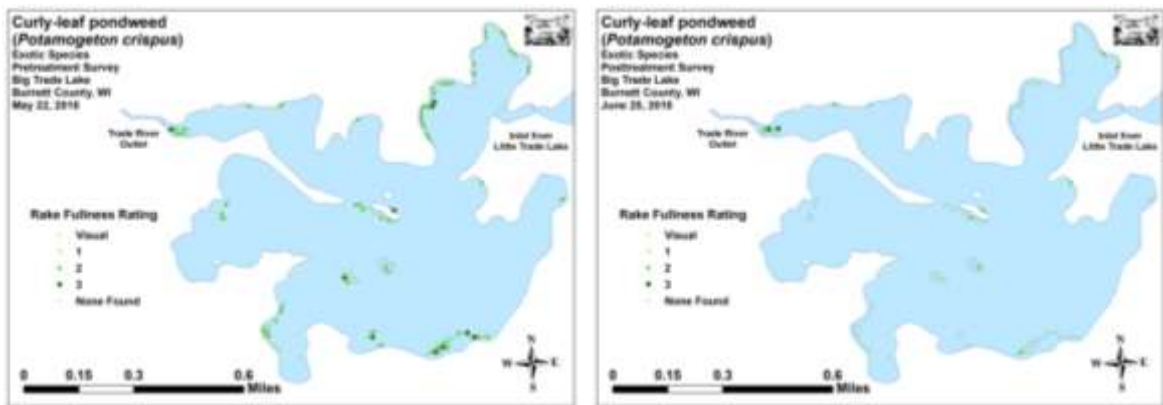 Curly-leaf pondweed
(Potamogeton crispus)
Exotic Species
Pretreatment Survey
Big Trade Lake
Burnett County, WI
May 22, 2016
Trade River
Outlet
Inlet from
Little Trade Lake
Rake Fullness Rating
Visual
1
2
3
None Found
N
W E
S
0 0.15 0.3 0.6
Miles
Curly-leaf pondweed
(Potamogeton crispus)
Exotic Species
Posttreatment Survey
Big Trade Lake
Burnett County, WI
June 25, 2016
Trade River
Outlet
Inlet from
Little Trade Lake
Rake Fullness Rating
Visual
1
2
3
None Found
N
W E
S
0 0.15 0.3 0.6
Miles